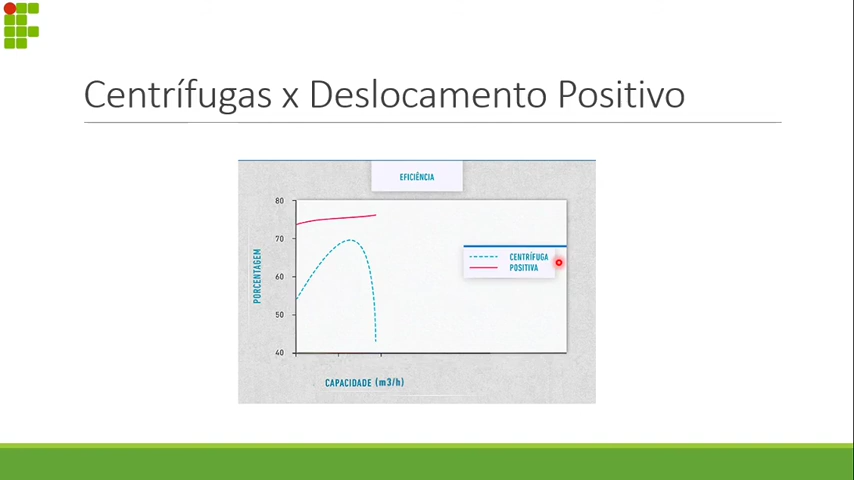 Centrífugas x Deslocamento Positivo
EFICIÊNCIA
80
70
60
50
40
PORCENTAGEM
CENTRÍFUGA
POSITIVA
CAPACIDADE (m3/h)